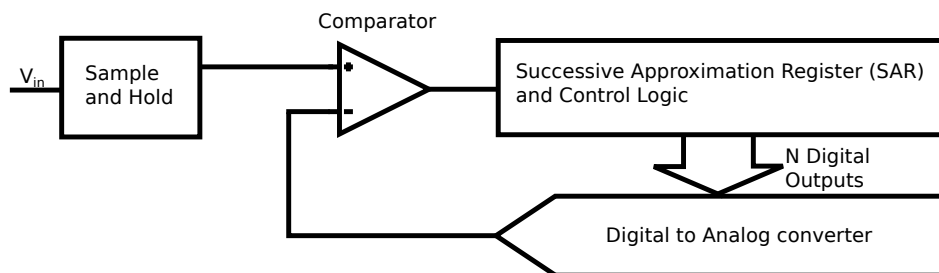 Comparator
V_in
Sample
and Hold
Successive Approximation Register (SAR)
and Control Logic
N Digital
Outputs
Digital to Analog converter